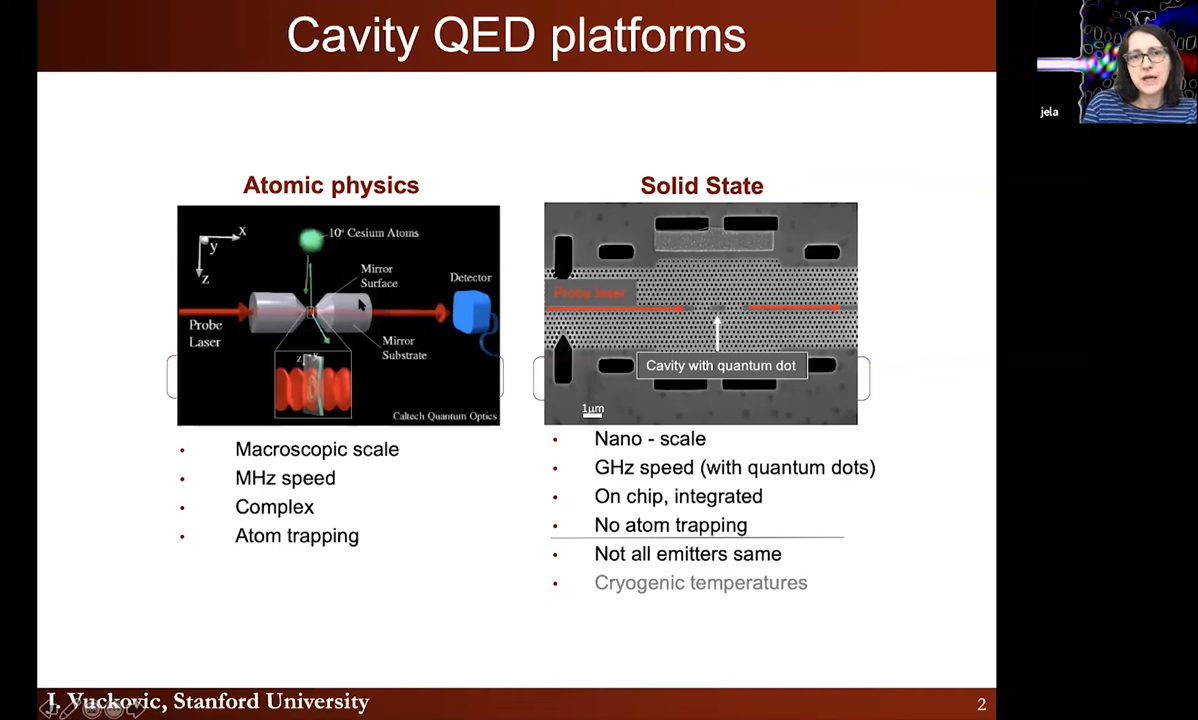 Cavity QED platforms
jela
Atomic physics
Solid State
x
y
z
Cesium Atoms
Mirror
Surface
Detector
Probe
Laser
Mirror
Substrate
z
Caltech Quantum Optics
Probe laser
Cavity with quantum dot
1μm
• Macroscopic scale
• MHz speed
• Complex
• Atom trapping
• Nano - scale
• GHz speed (with quantum dots)
• On chip, integrated
• No atom trapping
• Not all emitters same
• Cryogenic temperatures
J. Vuckovic, Stanford University
2